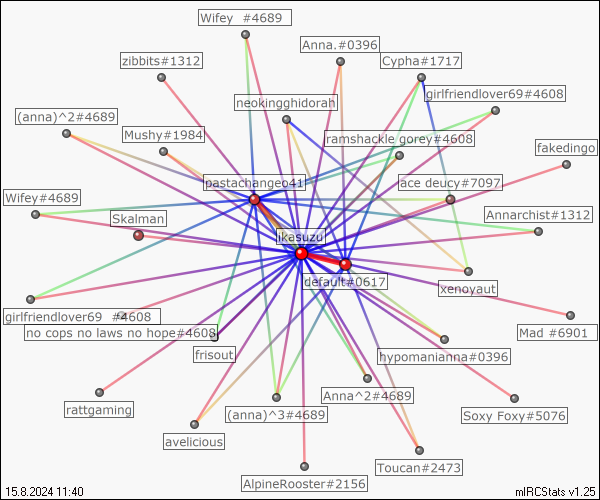 Wifey #4689
Anna.#0396
zibbits#1312
Cypha#1717
girlfriendlover69#4608
neokingghidorah
(anna)^2#4689
Mushy#1984
ramshackle gorey#4608
fakedingo
pastachangeo41
ace deucy#7097
Wifey#4689
Skalman
Annarchist#1312
ikasuzu
default#0617
xenoyaut
girlfriendlover69 #4608
no cops no laws no hope#4608
Mad #6901
frisout
hypomanianna#0396
rattgaming
(anna)^3#4689
Anna^2#4689
Soxy Foxy#5076
avelicious
Toucan#2473
AlpineRooster#2156
15.8.2024 11:40
mIRCStats v1.25